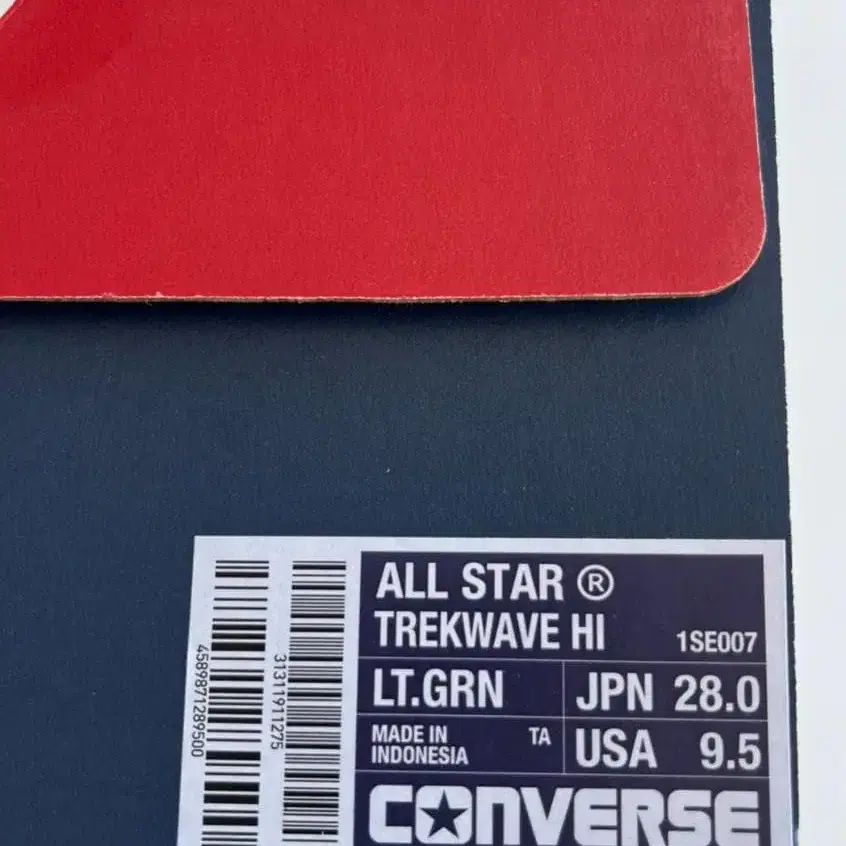 ALL STAR ®
TREKWAVE HI 1SE007
LT.GRN JPN 28.0
MADE IN INDONESIA TA USA 9.5
CONVERSE
4589871289500
31311911275